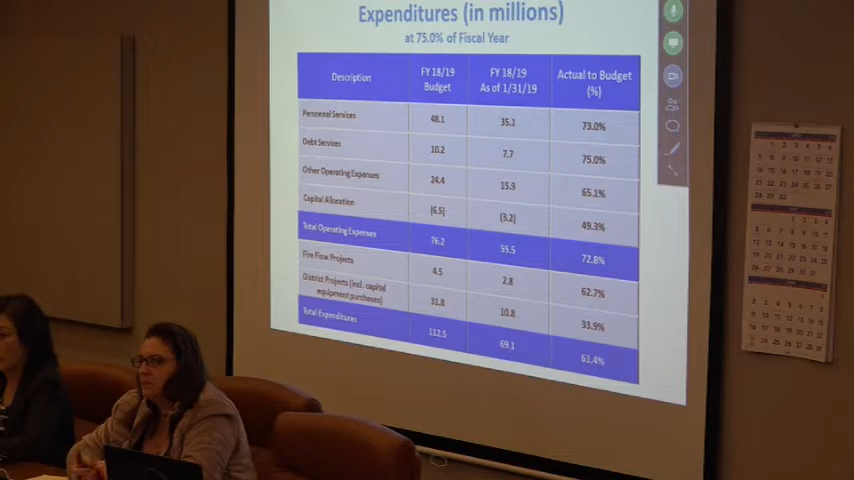 Expenditures (in millions)
at 75.0% of Fiscal Year
Description FY 18/19 Budget FY 18/19 As of 1/31/19 Actual to Budget (%)
Personnel Services 48.1 35.1 73.0%
Debt Services 10.2 7.7 75.0%
Other Operating Expenses 24.4 15.9 65.1%
Capital Allocation (6.5) (3.2) 49.3%
Total Operating Expenses 76.2 55.5 72.8%
Fire Flow Projects 4.5 2.8 62.7%
District Projects (incl. capital equipment purchases) 31.8 10.8 33.9%
Total Expenditures 112.5 69.1 61.4%